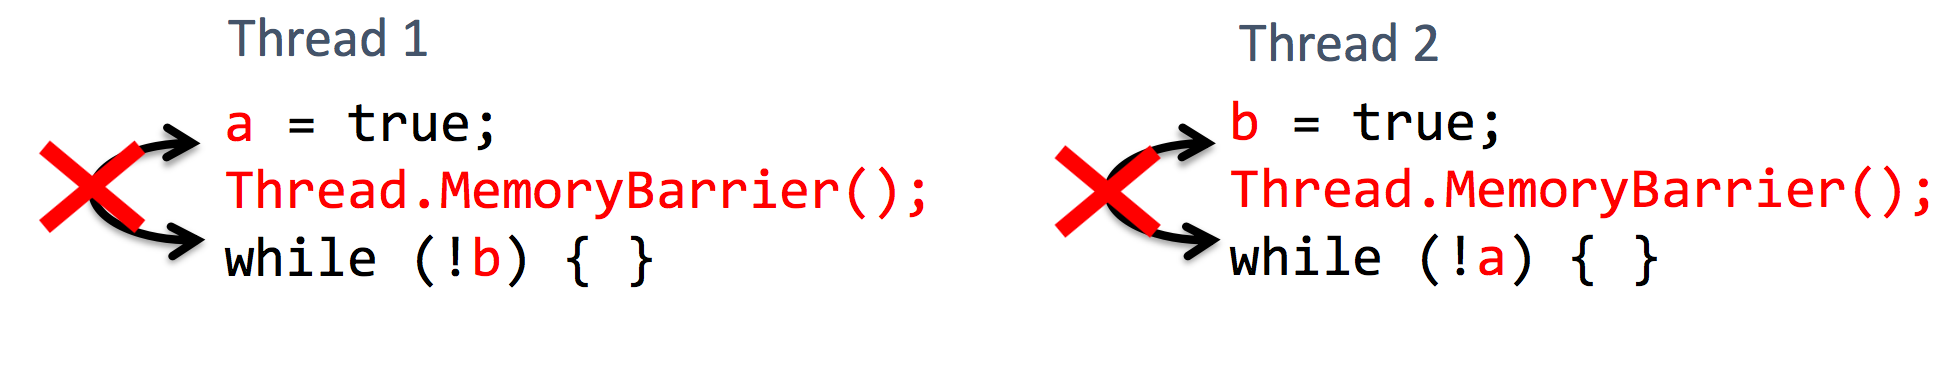 Thread 1
a = true;
Thread.MemoryBarrier();
while (!b) { }
Thread 2
b = true;
Thread.MemoryBarrier();
while (!a) { }